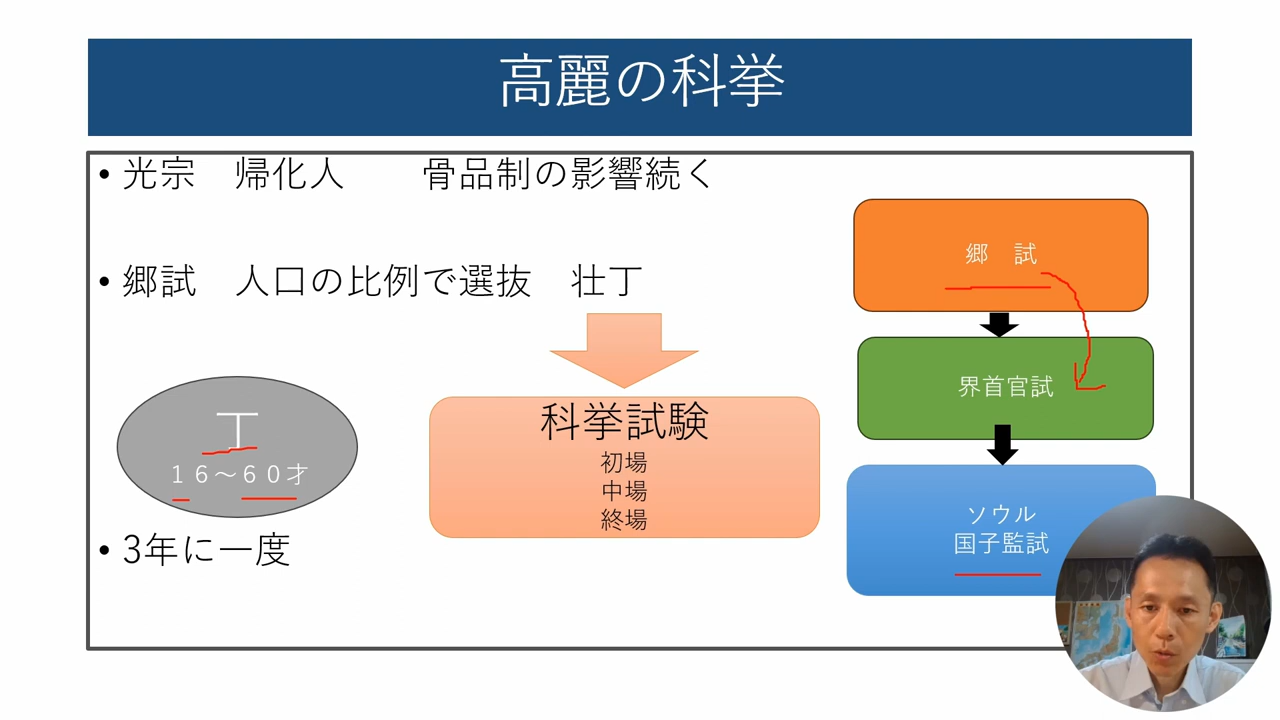 高麗の科挙
• 光宗　帰化人　　骨品制の影響続く
• 郷試　人口の比例で選抜　壮丁
丁
１６～６０才
• 3年に一度
科挙試験
初場
中場
終場
郷　試
界首官試
ソウル
国子監試